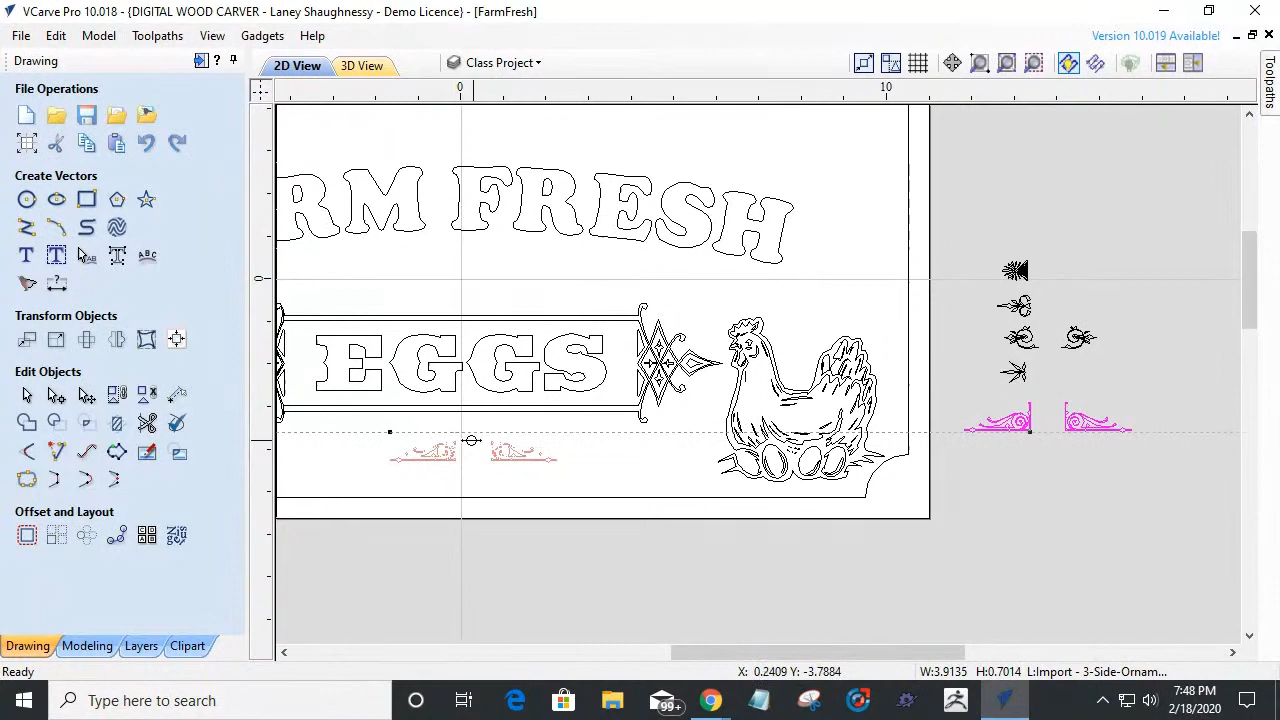 VCarve Pro 10.018 - {DIGITAL WOOD CARVER - Laney Shaughnessy - Demo Licence} - [FarmFresh]
File Edit Model Toolpaths View Gadgets Help
Version 10.019 Available!
Drawing
?
2D View
3D View
Class Project
Toolpaths
File Operations
0
10
Create Vectors
RM FRESH
0
Transform Objects
EGGS
Edit Objects
Offset and Layout
Drawing
Modeling
Layers
Clipart
Ready
X: 0.2409 Y: -3.7884
W:3.9135 H:0.7014 L:Import - 3-Side-Ornam...
Type here to search
99+
7:48 PM
2/18/2020